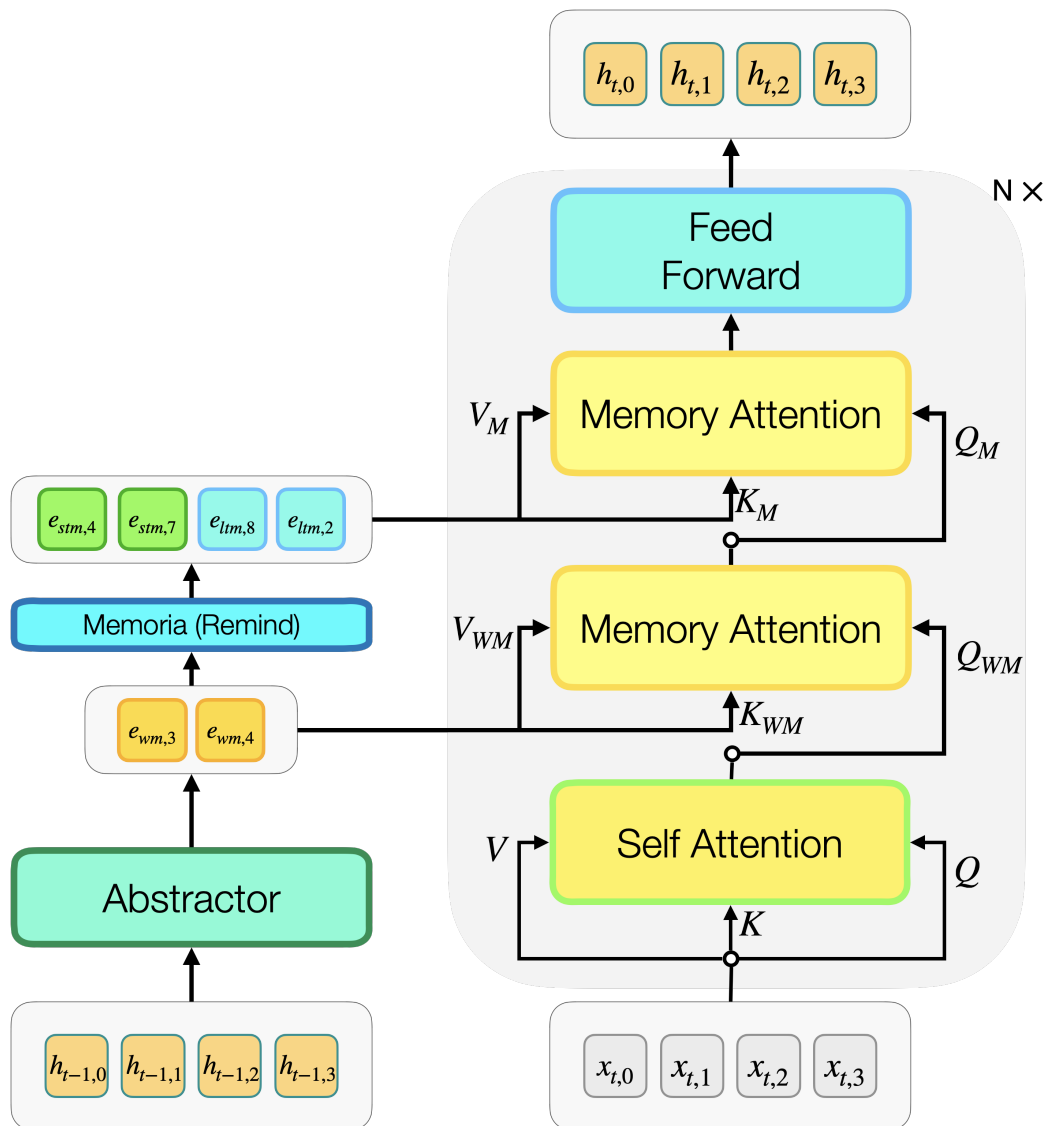 h_{t,0} h_{t,1} h_{t,2} h_{t,3}
N ×
Feed
Forward
Memory Attention
V_M
Q_M
K_M
e_{stm,4} e_{stm,7} e_{ltm,8} e_{ltm,2}
Memoria (Remind)
Memory Attention
V_{WM}
Q_{WM}
K_{WM}
e_{wm,3} e_{wm,4}
Self Attention
V
Q
K
Abstractor
h_{t−1,0} h_{t−1,1} h_{t−1,2} h_{t−1,3}
x_{t,0} x_{t,1} x_{t,2} x_{t,3}